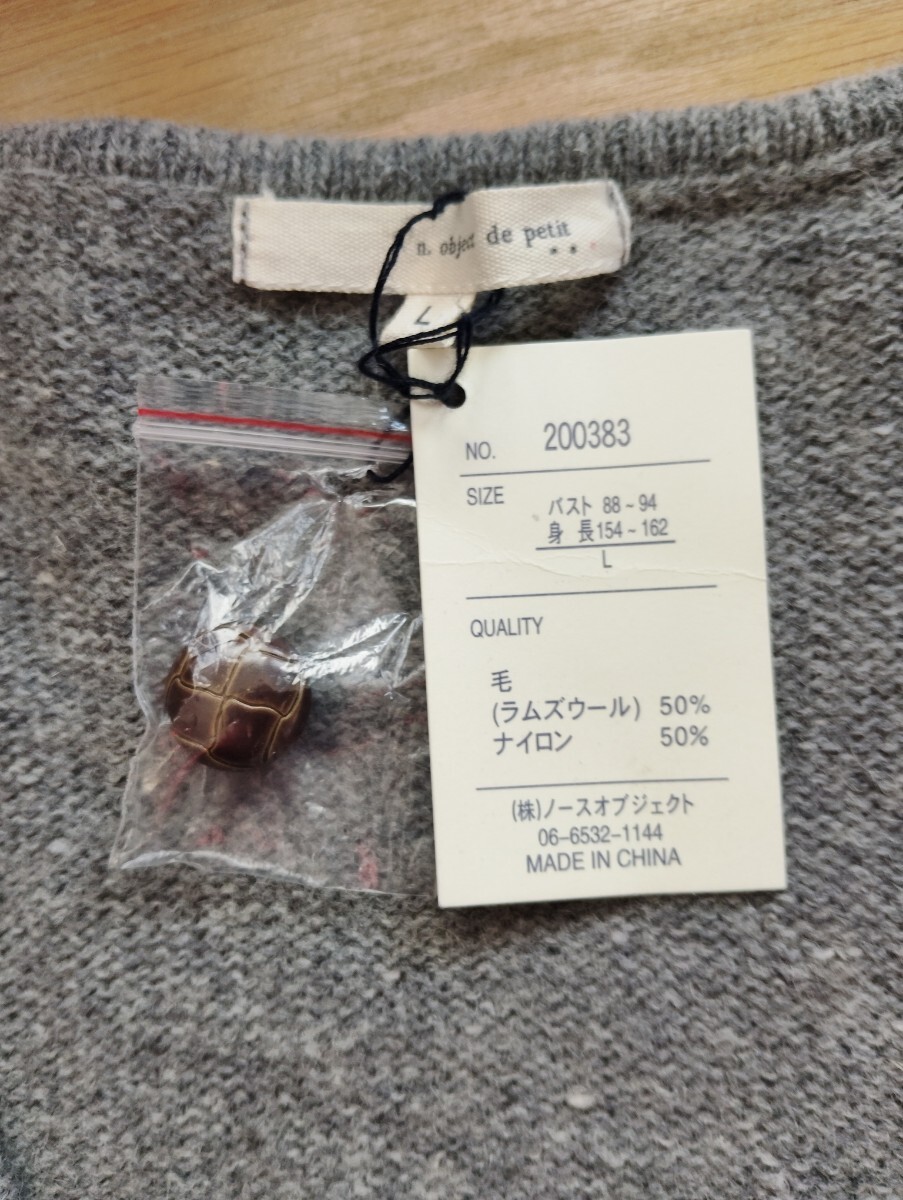 n. object de petit
L
NO. 200383
SIZE バスト 88~94
身 長154~162
L
QUALITY
毛
(ラムズウール) 50%
ナイロン 50%
(株)ノースオブジェクト
06-6532-1144
MADE IN CHINA